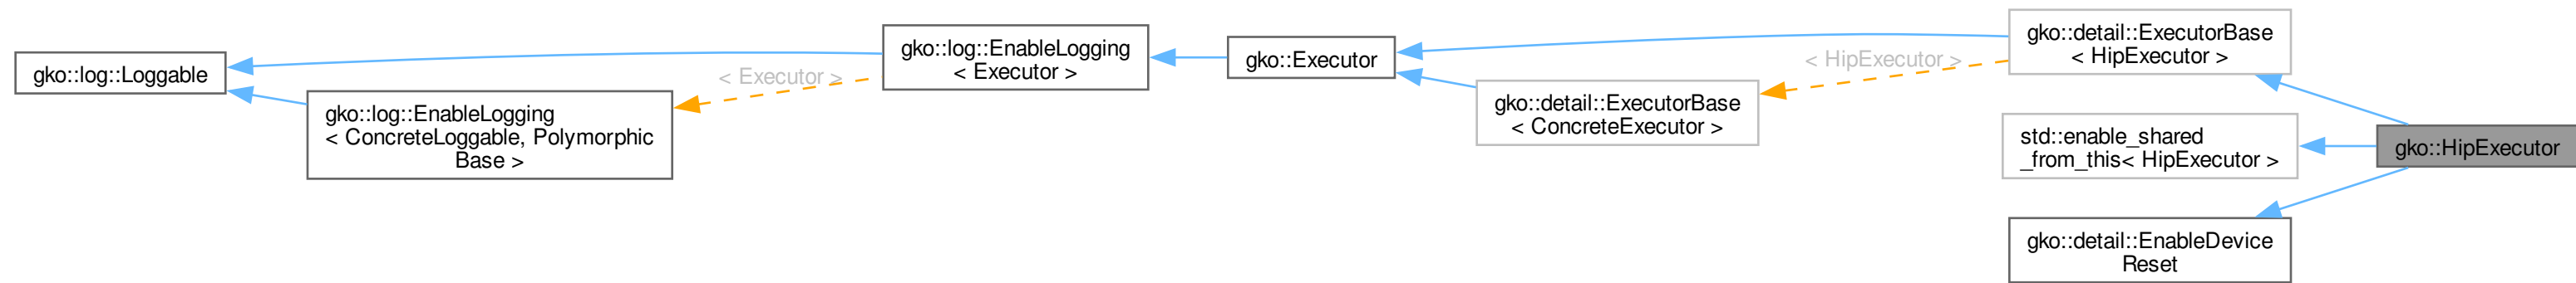 gko::log::Loggable
gko::log::EnableLogging
< ConcreteLoggable, Polymorphic
Base >
< Executor >
gko::log::EnableLogging
< Executor >
gko::Executor
gko::detail::ExecutorBase
< ConcreteExecutor >
< HipExecutor >
gko::detail::ExecutorBase
< HipExecutor >
std::enable_shared
_from_this< HipExecutor >
gko::detail::EnableDevice
Reset
gko::HipExecutor